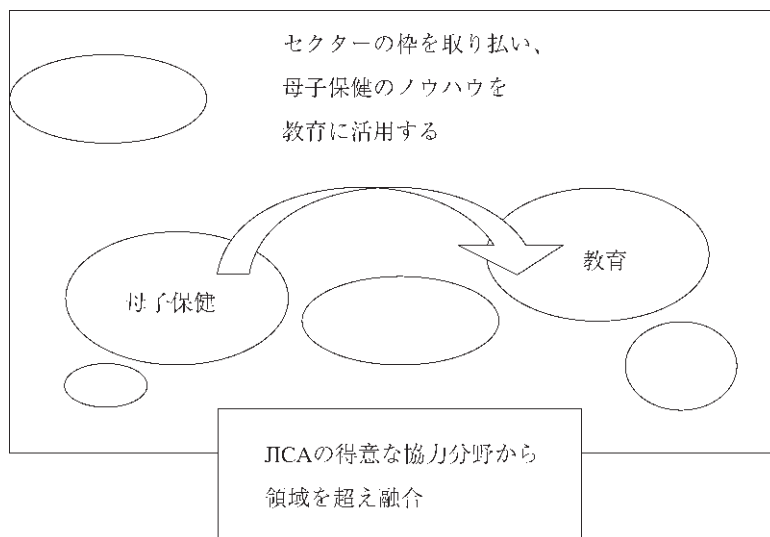 セクターの枠を取り払い、
母子保健のノウハウを
教育に活用する
教育
母子保健
JICAの得意な協力分野から
領域を超え融介